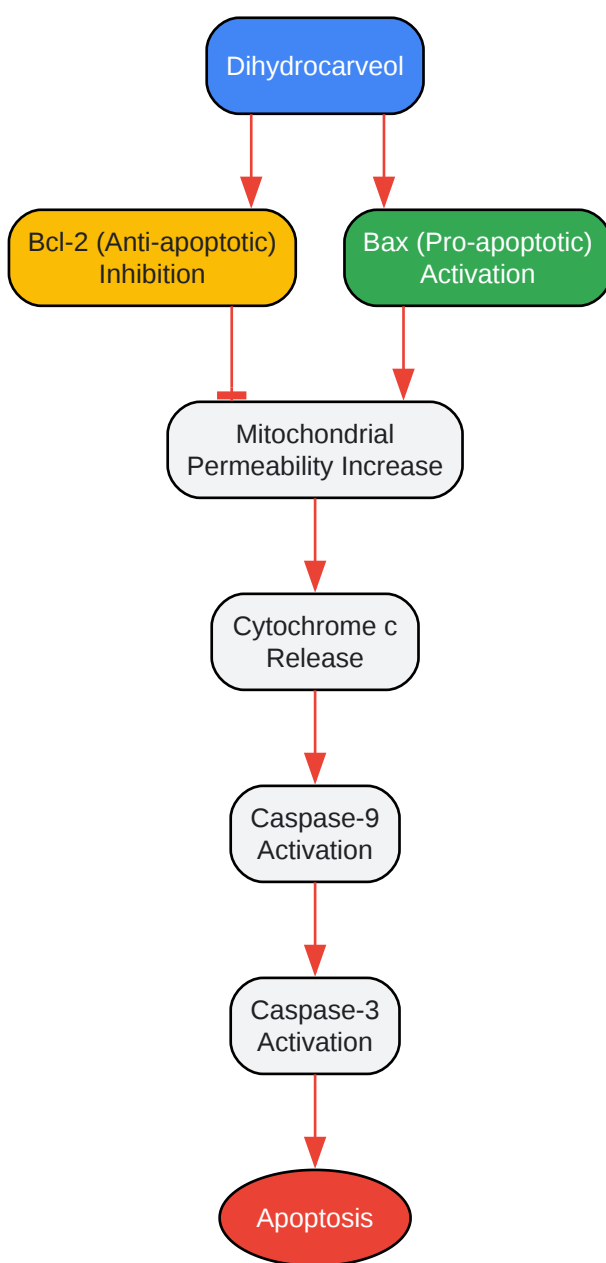 Dihydrocarveol
Bcl-2 (Anti-apoptotic)
Inhibition
Bax (Pro-apoptotic)
Activation
Mitochondrial
Permeability Increase
Cytochrome c
Release
Caspase-9
Activation
Caspase-3
Activation
Apoptosis